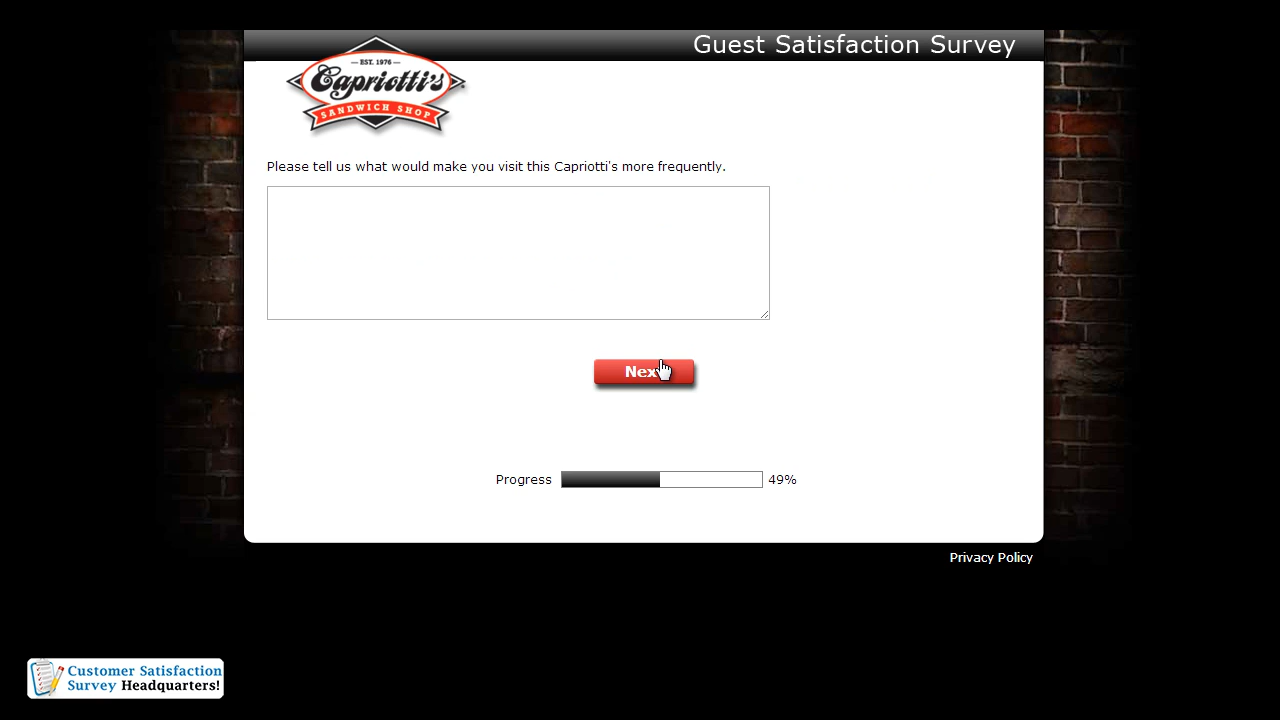 Guest Satisfaction Survey
EST. 1976
Capriotti's
SANDWICH SHOP
Please tell us what would make you visit this Capriotti's more frequently.
Next
Progress 49%
Privacy Policy
Customer Satisfaction
Survey Headquarters!